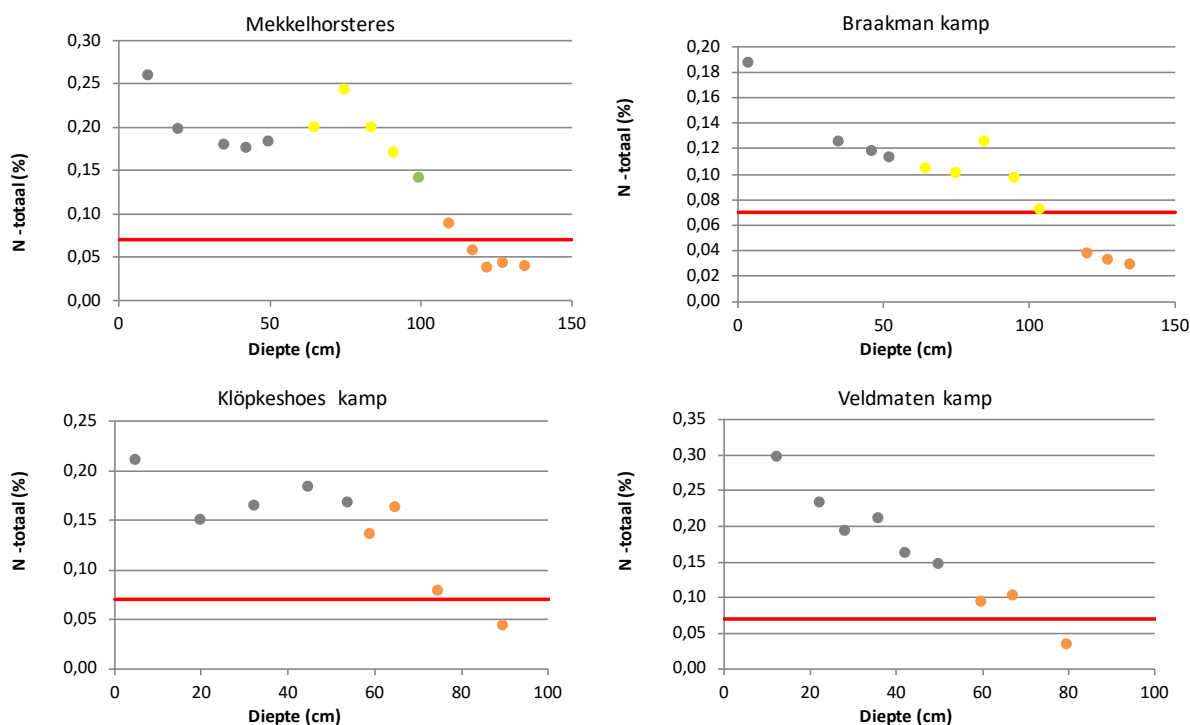 Mekkelhorsteres
0,30
0,25
0,20
0,15
0,10
0,05
0,00
N -totaal (%)
0 50 100 150
Diepte (cm)
Braakman kamp
0,20
0,18
0,16
0,14
0,12
0,10
0,08
0,06
0,04
0,02
0,00
N -totaal (%)
0 50 100 150
Diepte (cm)
Klöpkeshoes kamp
0,25
0,20
0,15
0,10
0,05
0,00
N -totaal (%)
0 20 40 60 80 100
Diepte (cm)
Veldmaten kamp
0,35
0,30
0,25
0,20
0,15
0,10
0,05
0,00
N -totaal (%)
0 20 40 60 80 100
Diepte (cm)